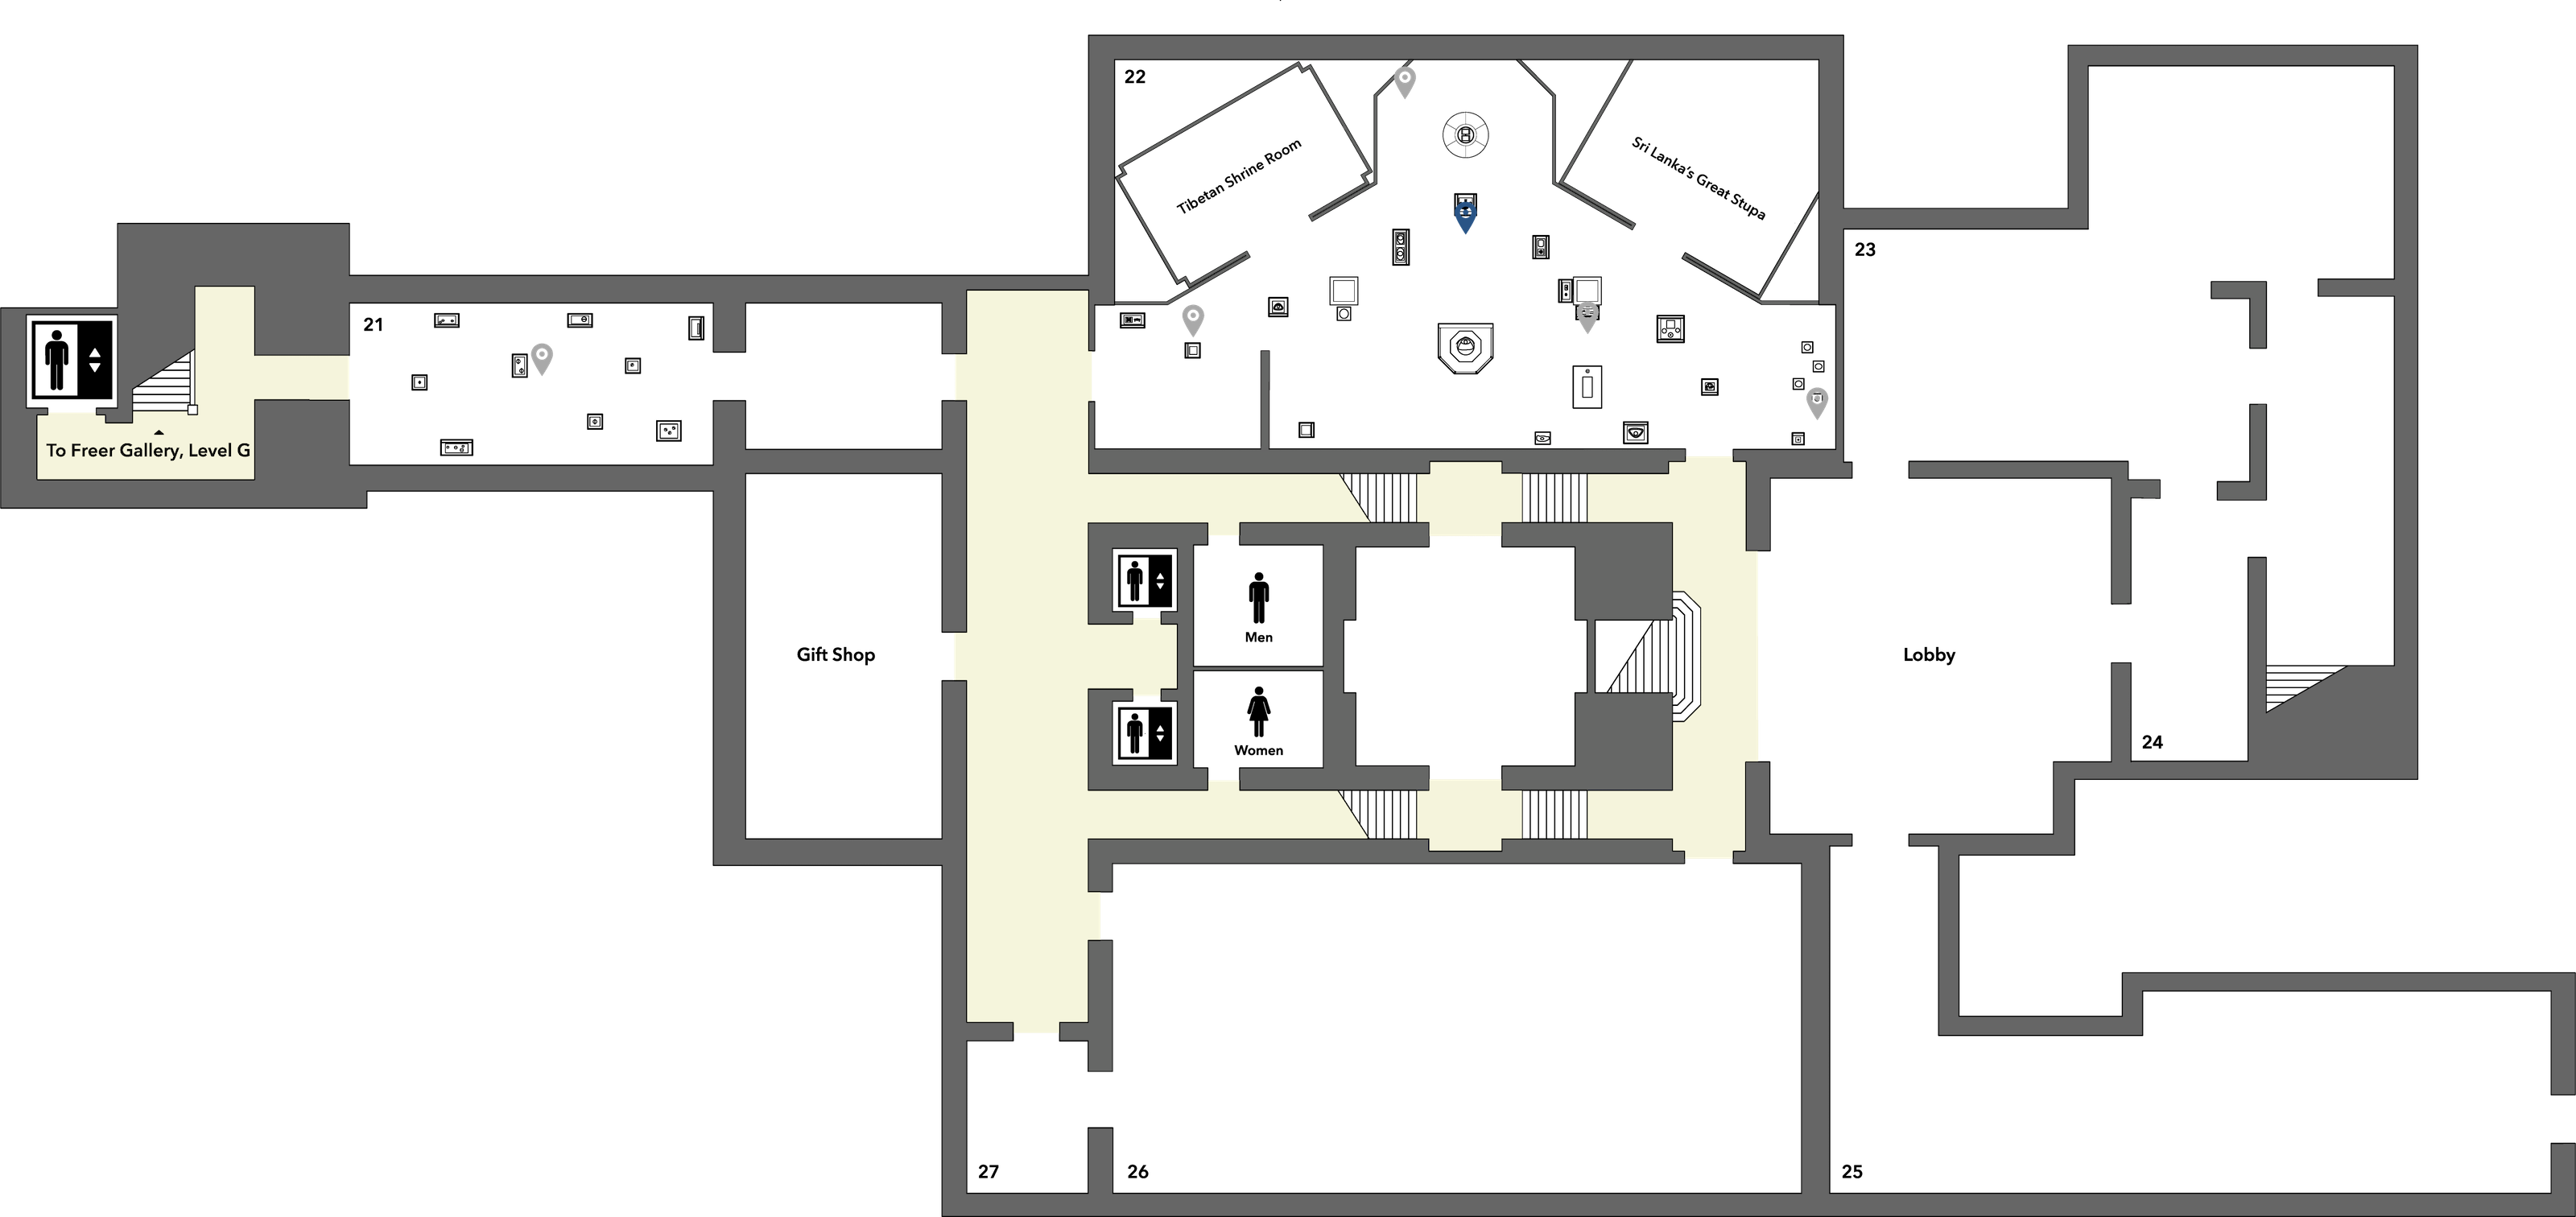 22
Tibetan Shrine Room
Sri Lanka's Great Stupa
23
21
To Freer Gallery, Level G
Gift Shop
Men
Lobby
Women
24
27
26
25